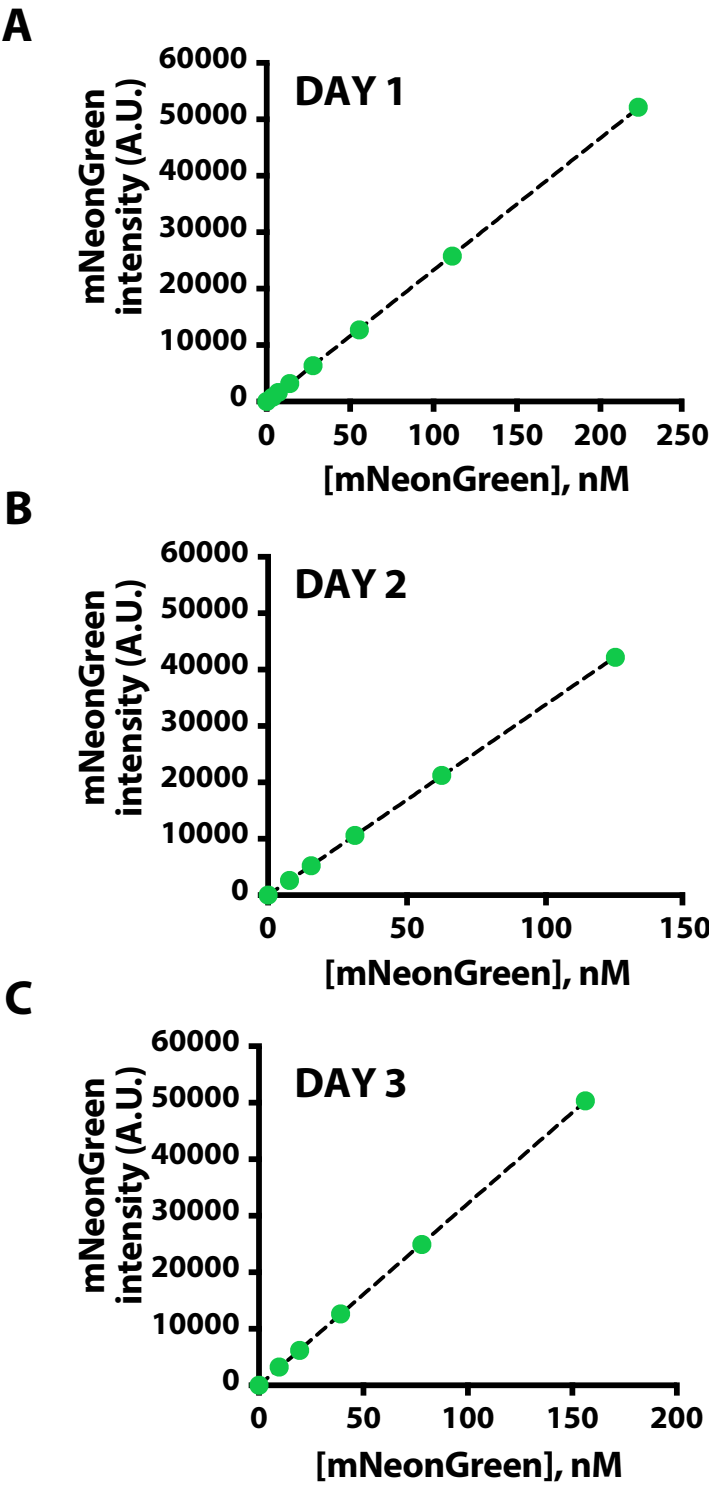 A
DAY 1
mNeonGreen
intensity (A.U.)
60000
50000
40000
30000
20000
10000
0
0 50 100 150 200 250
[mNeonGreen], nM
B
DAY 2
mNeonGreen
intensity (A.U.)
60000
50000
40000
30000
20000
10000
0
0 50 100 150
[mNeonGreen], nM
C
DAY 3
mNeonGreen
intensity (A.U.)
60000
50000
40000
30000
20000
10000
0
0 50 100 150 200
[mNeonGreen], nM